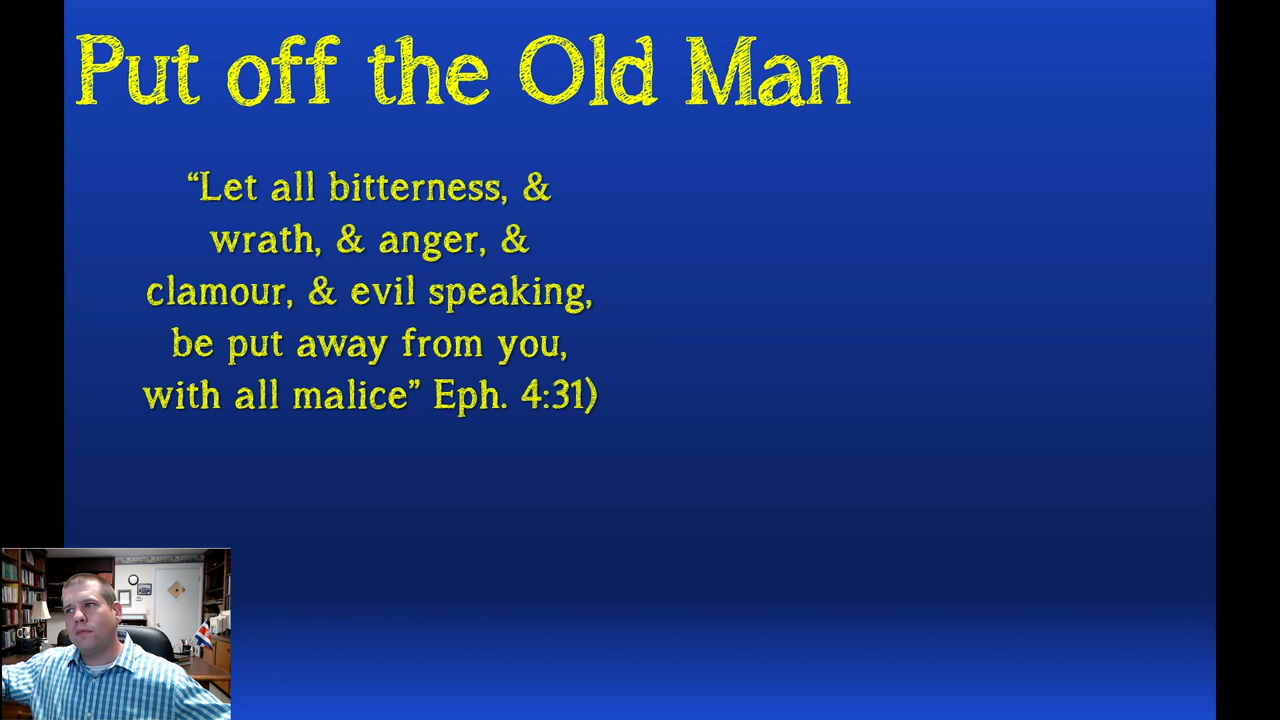 Put off the Old Man
“Let all bitterness, &
wrath, & anger, &
clamour, & evil speaking,
be put away from you,
with all malice” Eph. 4:31)